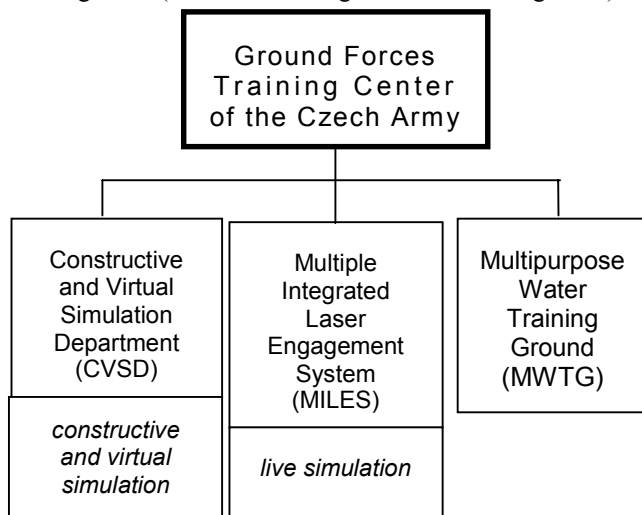 Ground Forces
Training Center
of the Czech Army
Constructive
and Virtual
Simulation
Department
(CVSD)
constructive
and virtual
simulation
Multiple
Integrated
Laser
Engagement
System
(MILES)
live simulation
Multipurpose
Water
Training
Ground
(MWTG)